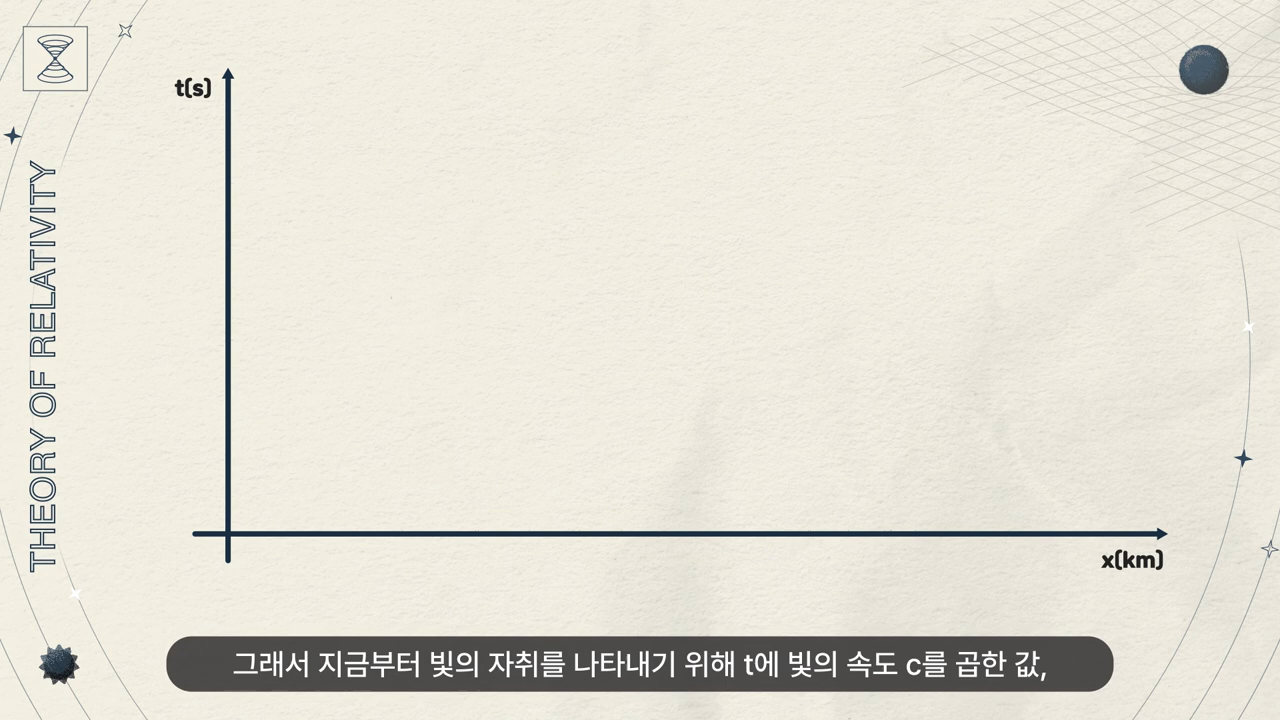 t(s)
THEORY OF RELATIVITY
x(km)
그래서 지금부터 빛의 자취를 나타내기 위해 t에 빛의 속도 c를 곱한 값,